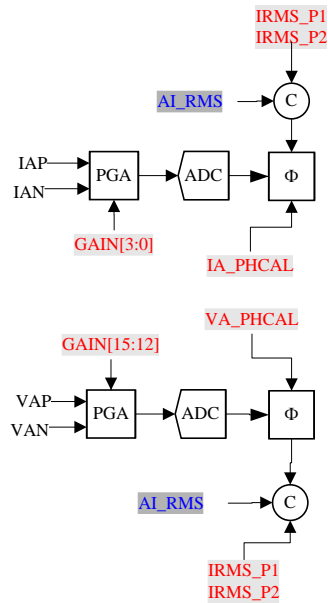 IRMS_P1
IRMS_P2
AI_RMS
C
IAP
IAN
PGA
ADC
Φ
GAIN[3:0]
IA_PHCAL
GAIN[15:12]
VA_PHCAL
VAP
VAN
PGA
ADC
Φ
AI_RMS
C
IRMS_P1
IRMS_P2